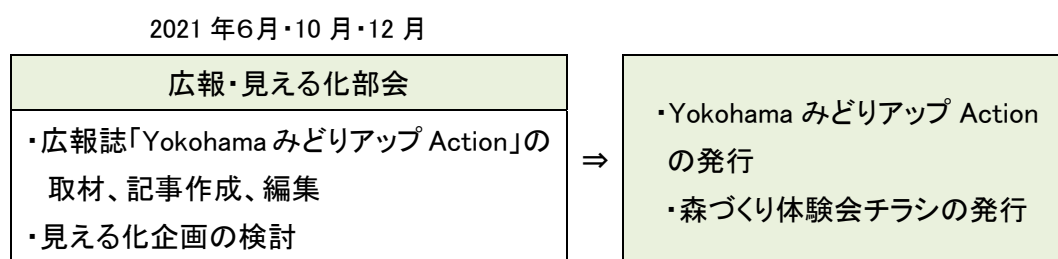 2021 年6月・10 月・12 月
広報・見える化部会
・広報誌「Yokohama みどりアップ Action」の
取材、記事作成、編集
・見える化企画の検討
⇒
・Yokohama みどりアップ Action
の発行
・森づくり体験会チラシの発行